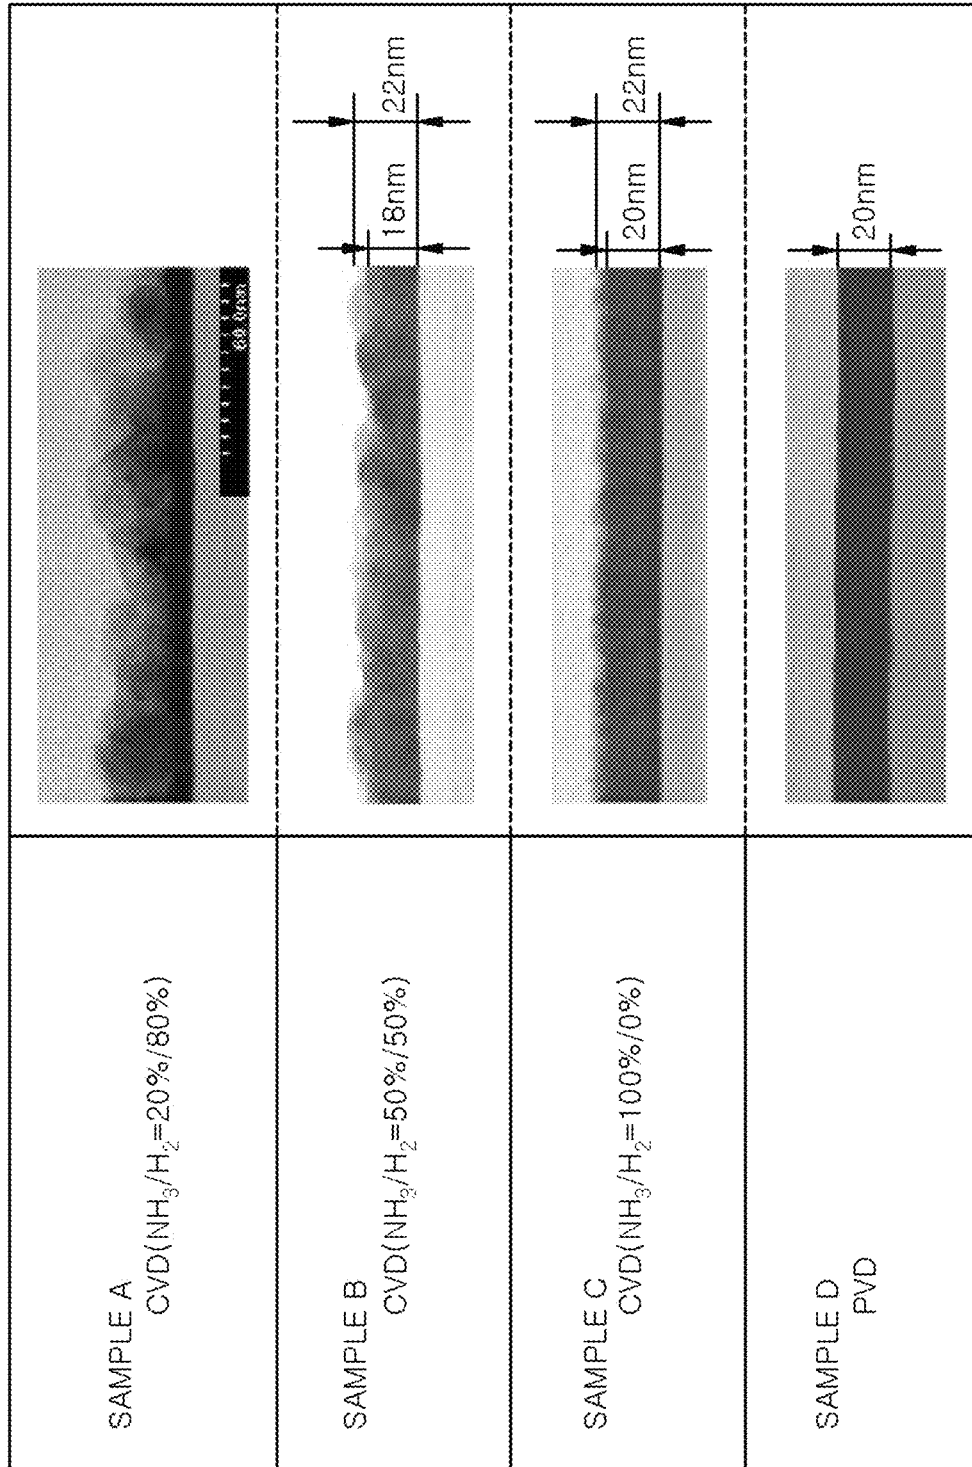 SAMPLE A
CVD(NH₃/H₂=20%/80%)
SAMPLE B
CVD(NH₃/H₂=50%/50%)
18nm
22nm
SAMPLE C
CVD(NH₃/H₂=100%/0%)
20nm
22nm
SAMPLE D
PVD
20nm